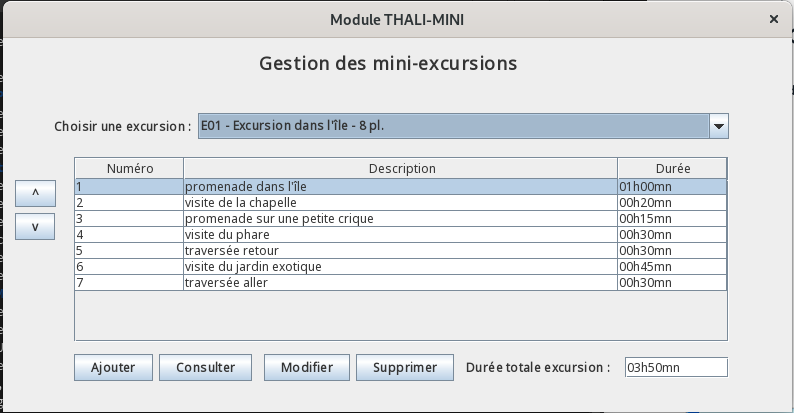 Module THALI-MINI
×
Gestion des mini-excursions
Choisir une excursion : E01 - Excursion dans l'île - 8 pl.
Numéro Description Durée
1 promenade dans l'île 01h00mn
2 visite de la chapelle 00h20mn
3 promenade sur une petite crique 00h15mn
4 visite du phare 00h30mn
5 traversée retour 00h30mn
6 visite du jardin exotique 00h45mn
7 traversée aller 00h30mn
^
v
Ajouter Consulter Modifier Supprimer Durée totale excursion : 03h50mn